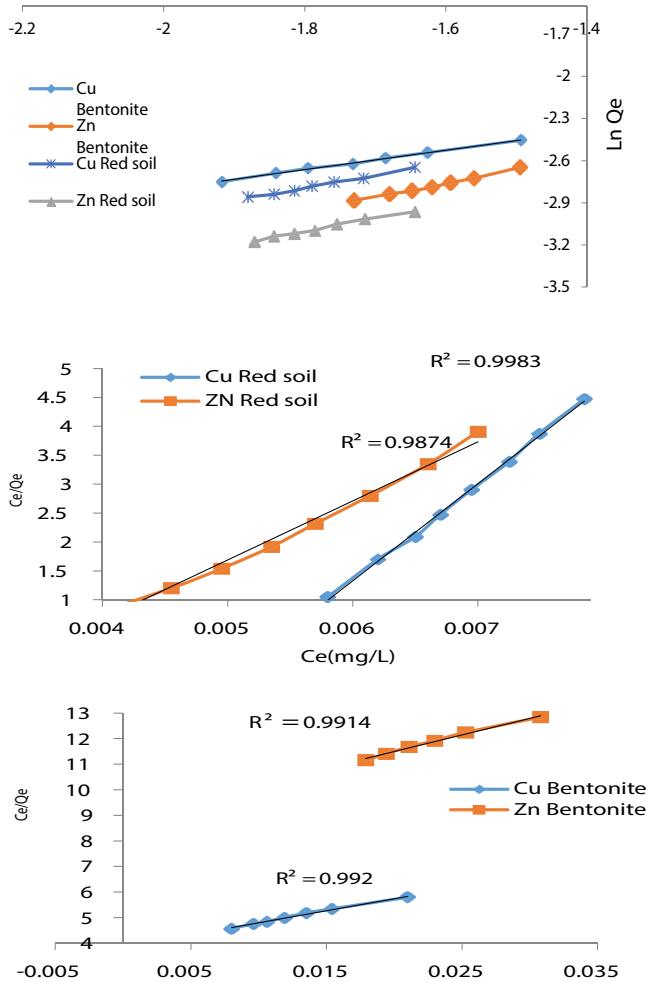 -2.2 -2 -1.8 -1.6 -1.4
-1.7
-2
-2.3
-2.6
-2.9
-3.2
-3.5
Ln Qe
Cu
Bentonite
Zn
Bentonite
Cu Red soil
Zn Red soil
5
4.5
4
3.5
3
2.5
2
1.5
1
Ce/Qe
Cu Red soil
ZN Red soil
R² = 0.9983
R² = 0.9874
0.004 0.005 0.006 0.007
Ce(mg/L)
13
12
11
10
9
8
7
6
5
4
Ce/Qe
R² = 0.9914
Cu Bentonite
Zn Bentonite
R² = 0.992
-0.005 0.005 0.015 0.025 0.035